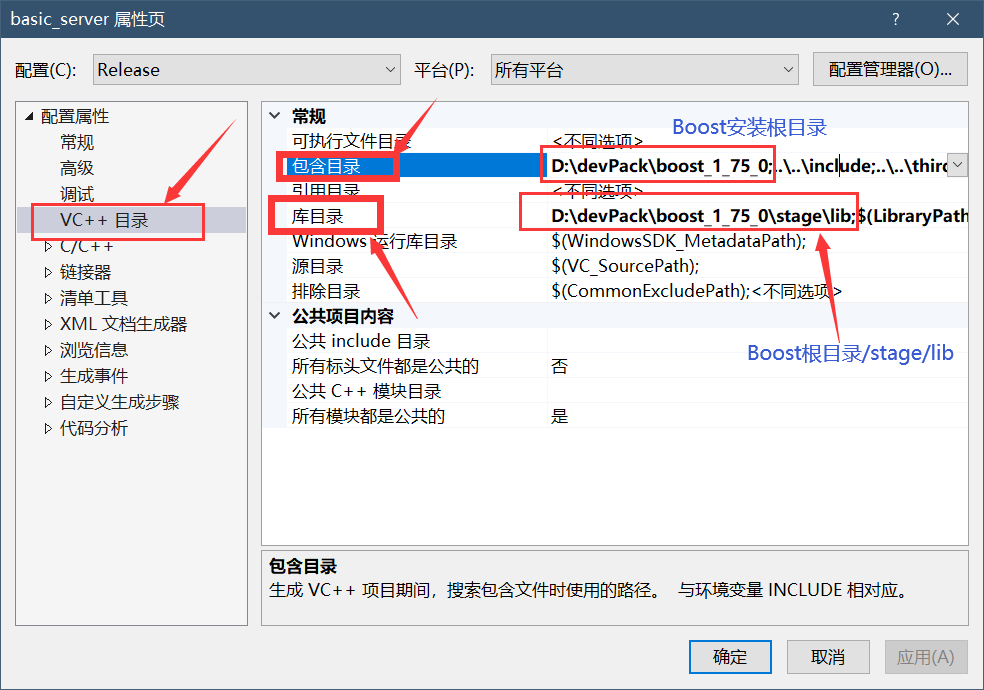 basic_server 属性页
?
配置(C):
Release
平台(P):
所有平台
配置管理器(O)...
配置属性
常规
高级
调试
VC++ 目录
C/C++
链接器
清单工具
XML 文档生成器
浏览信息
生成事件
自定义生成步骤
代码分析
常规
Boost安装根目录
可执行文件目录 <不同选项>
包含目录 D:\devPack\boost_1_75_0;..\..\include;..\..\thir
引用目录 <不同选项>
库目录 D:\devPack\boost_1_75_0\stage\lib;$(LibraryPath
Windows 运行库目录 $(WindowsSDK_MetadataPath);
源目录 $(VC_SourcePath);
排除目录 $(CommonExcludePath);<不同选项>
公共项目内容
公共 include 目录
Boost根目录/stage/lib
所有标头文件都是公共的 否
公共 C++ 模块目录
所有模块都是公共的 是
包含目录
生成 VC++ 项目期间，搜索包含文件时使用的路径。 与环境变量 INCLUDE 相对应。
确定
取消
应用(A)